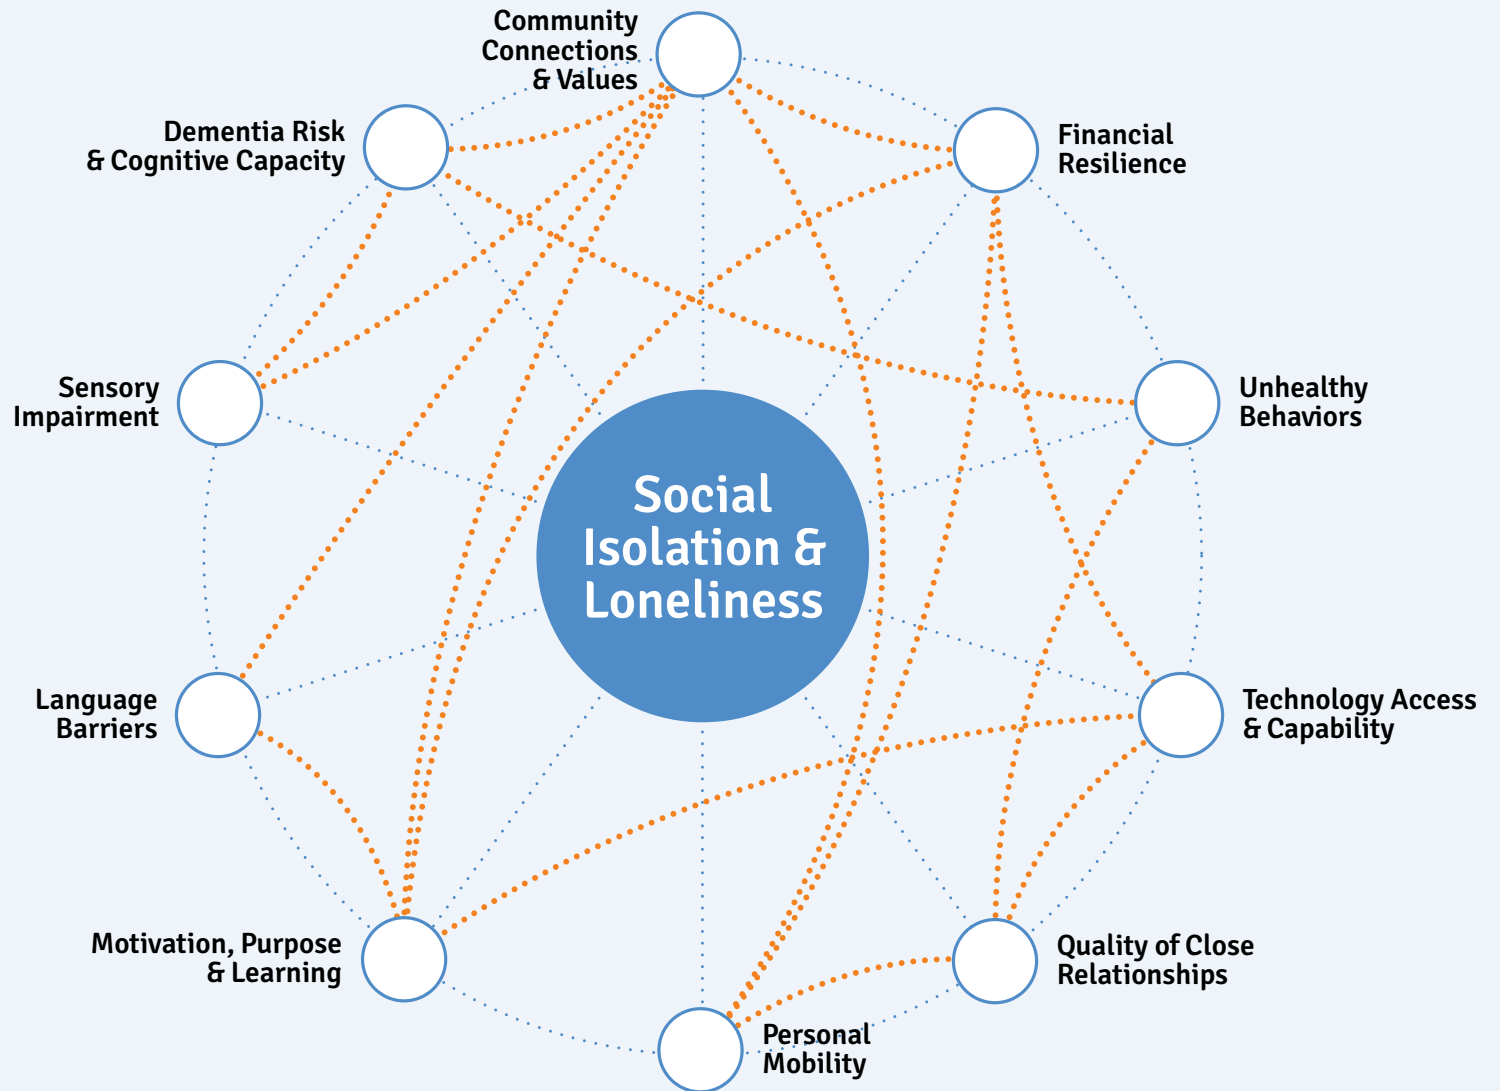 Community
Connections
& Values
Dementia Risk
& Cognitive Capacity
Financial
Resilience
Sensory
Impairment
Unhealthy
Behaviors
Social
Isolation &
Loneliness
Language
Barriers
Technology Access
& Capability
Motivation, Purpose
& Learning
Quality of Close
Relationships
Personal
Mobility